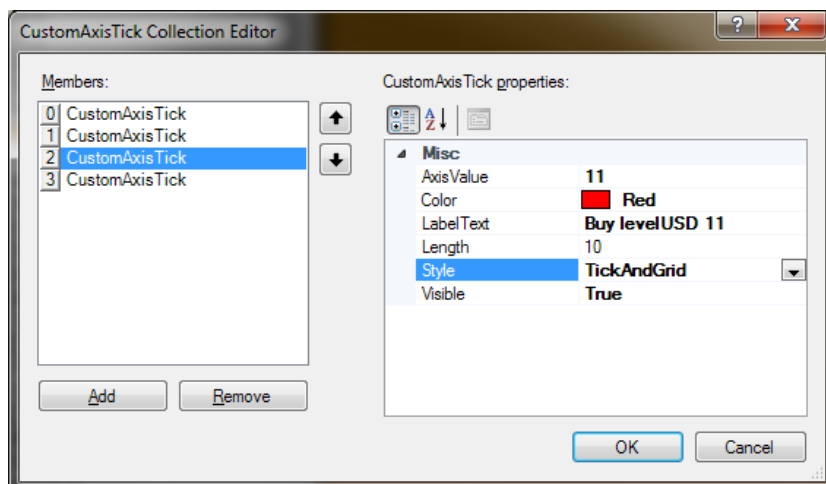 CustomAxisTick Collection Editor
?
X
Members:
0 CustomAxisTick
1 CustomAxisTick
2 CustomAxisTick
3 CustomAxisTick
Add
Remove
CustomAxisTick properties:
A
Z
Misc
AxisValue 11
Color Red
LabelText Buy levelUSD 11
Length 10
Style TickAndGrid
Visible True
OK
Cancel